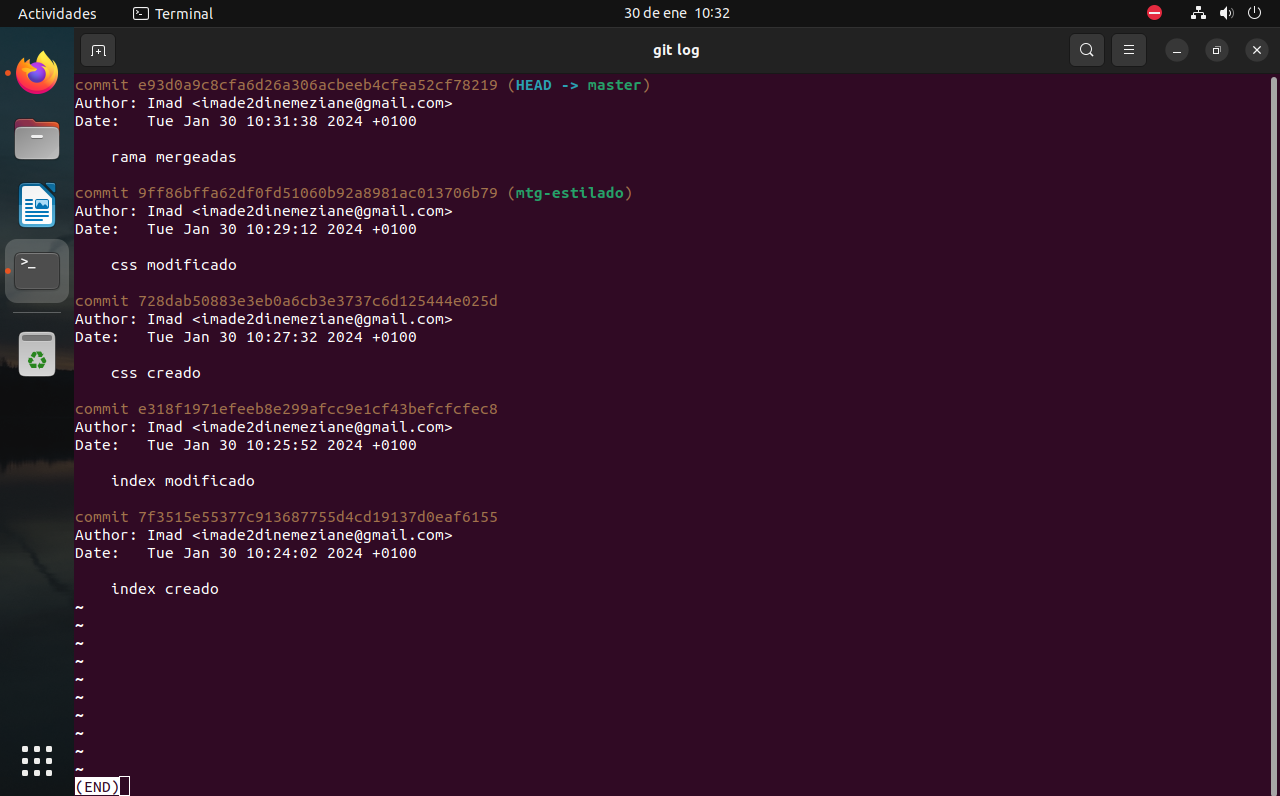 Actividades
Terminal
30 de ene 10:32
git log
commit e93d0a9c8cfa6d26a306acbeeb4cfea52cf78219 (HEAD -> master)
Author: Imad <imade2dinemeziane@gmail.com>
Date:   Tue Jan 30 10:31:38 2024 +0100
rama mergeadas
commit 9ff86bffa62df0fd51060b92a8981ac013706b79 (mtg-estilado)
Author: Imad <imade2dinemeziane@gmail.com>
Date:   Tue Jan 30 10:29:12 2024 +0100
css modificado
commit 728dab50883e3eb0a6cb3e3737c6d125444e025d
Author: Imad <imade2dinemeziane@gmail.com>
Date:   Tue Jan 30 10:27:32 2024 +0100
css creado
commit e318f1971efeeb8e299afcc9e1cf43befcfcfec8
Author: Imad <imade2dinemeziane@gmail.com>
Date:   Tue Jan 30 10:25:52 2024 +0100
index modificado
commit 7f3515e55377c913687755d4cd19137d0eaf6155
Author: Imad <imade2dinemeziane@gmail.com>
Date:   Tue Jan 30 10:24:02 2024 +0100
index creado
~
~
~
~
~
~
~
~
~
~
(END)